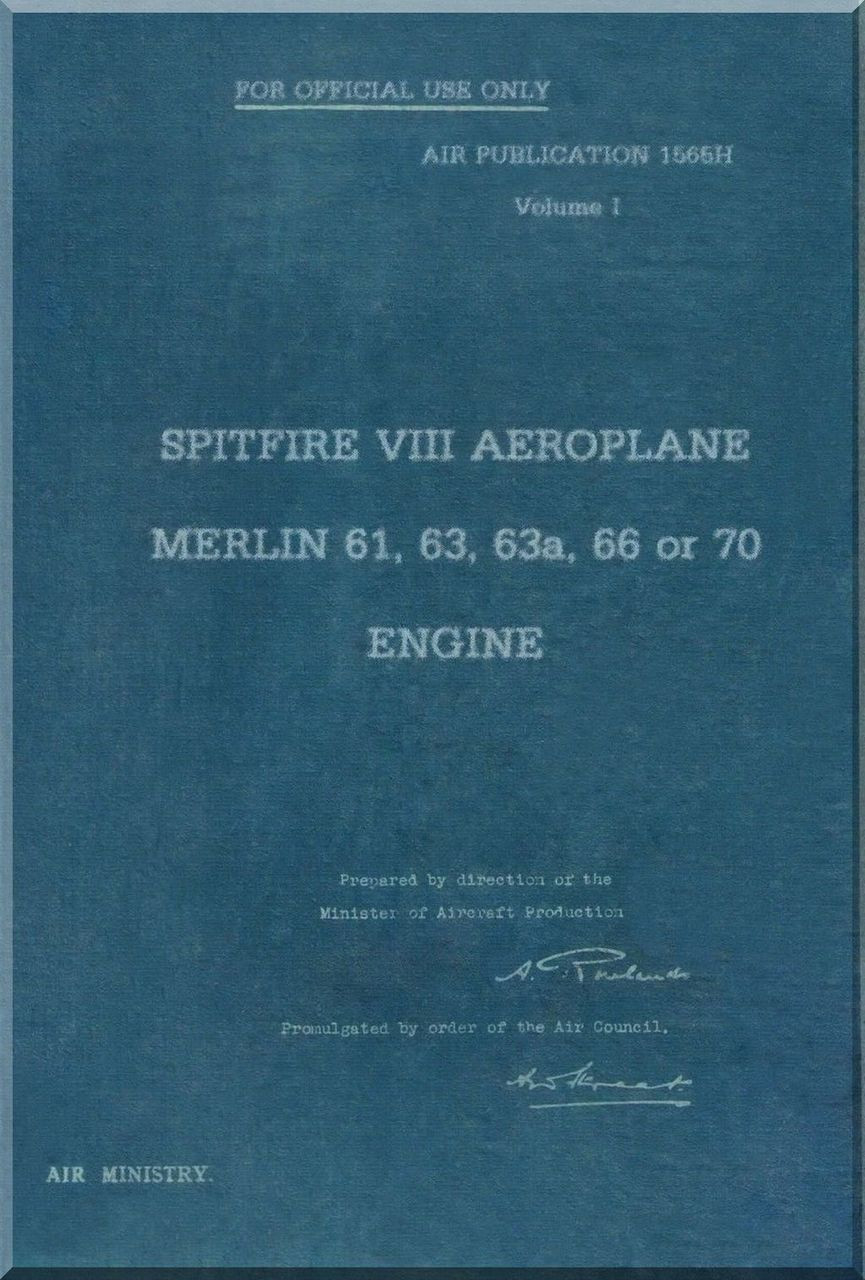 FOR OFFICIAL USE ONLY
AIR PUBLICATION 1565H
Volume I
SPITFIRE VIII AEROPLANE
MERLIN 61, 63, 63a, 66 or 70
ENGINE
Prepared by direction of the
Minister of Aircraft Production
A. Rowlands
Promulgated by order of the Air Council.
AIR MINISTRY.